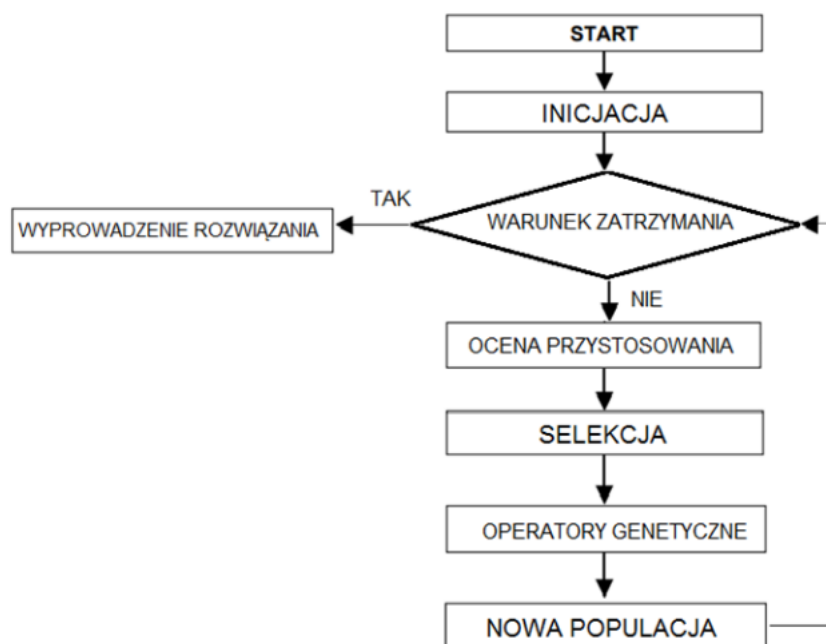 START
INICJACJA
TAK
WARUNEK ZATRZYMANIA
WYPROWADZENIE ROZWIĄZANIA
NIE
OCENA PRZYSTOSOWANIA
SELEKCJA
OPERATORY GENETYCZNE
NOWA POPULACJA